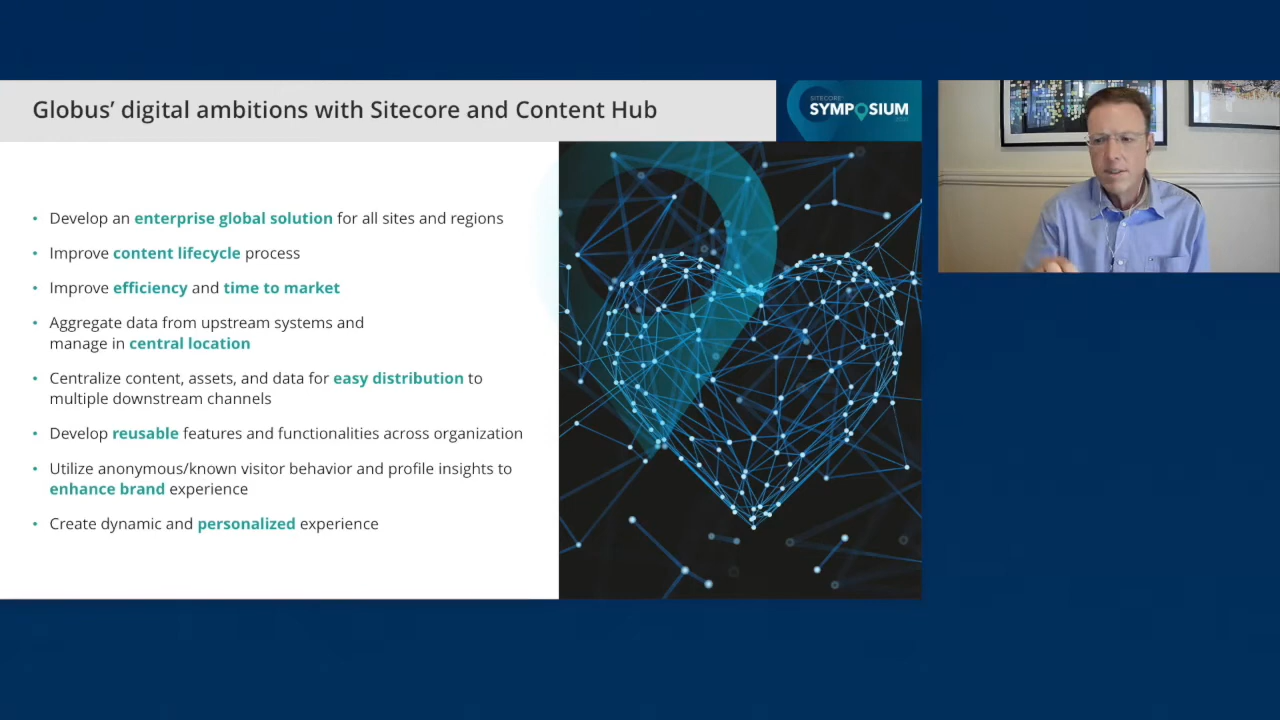 Globus’ digital ambitions with Sitecore and Content Hub
SITECORE
SYMPOSIUM
• Develop an enterprise global solution for all sites and regions
• Improve content lifecycle process
• Improve efficiency and time to market
• Aggregate data from upstream systems and
manage in central location
• Centralize content, assets, and data for easy distribution to
multiple downstream channels
• Develop reusable features and functionalities across organization
• Utilize anonymous/known visitor behavior and profile insights to
enhance brand experience
• Create dynamic and personalized experience